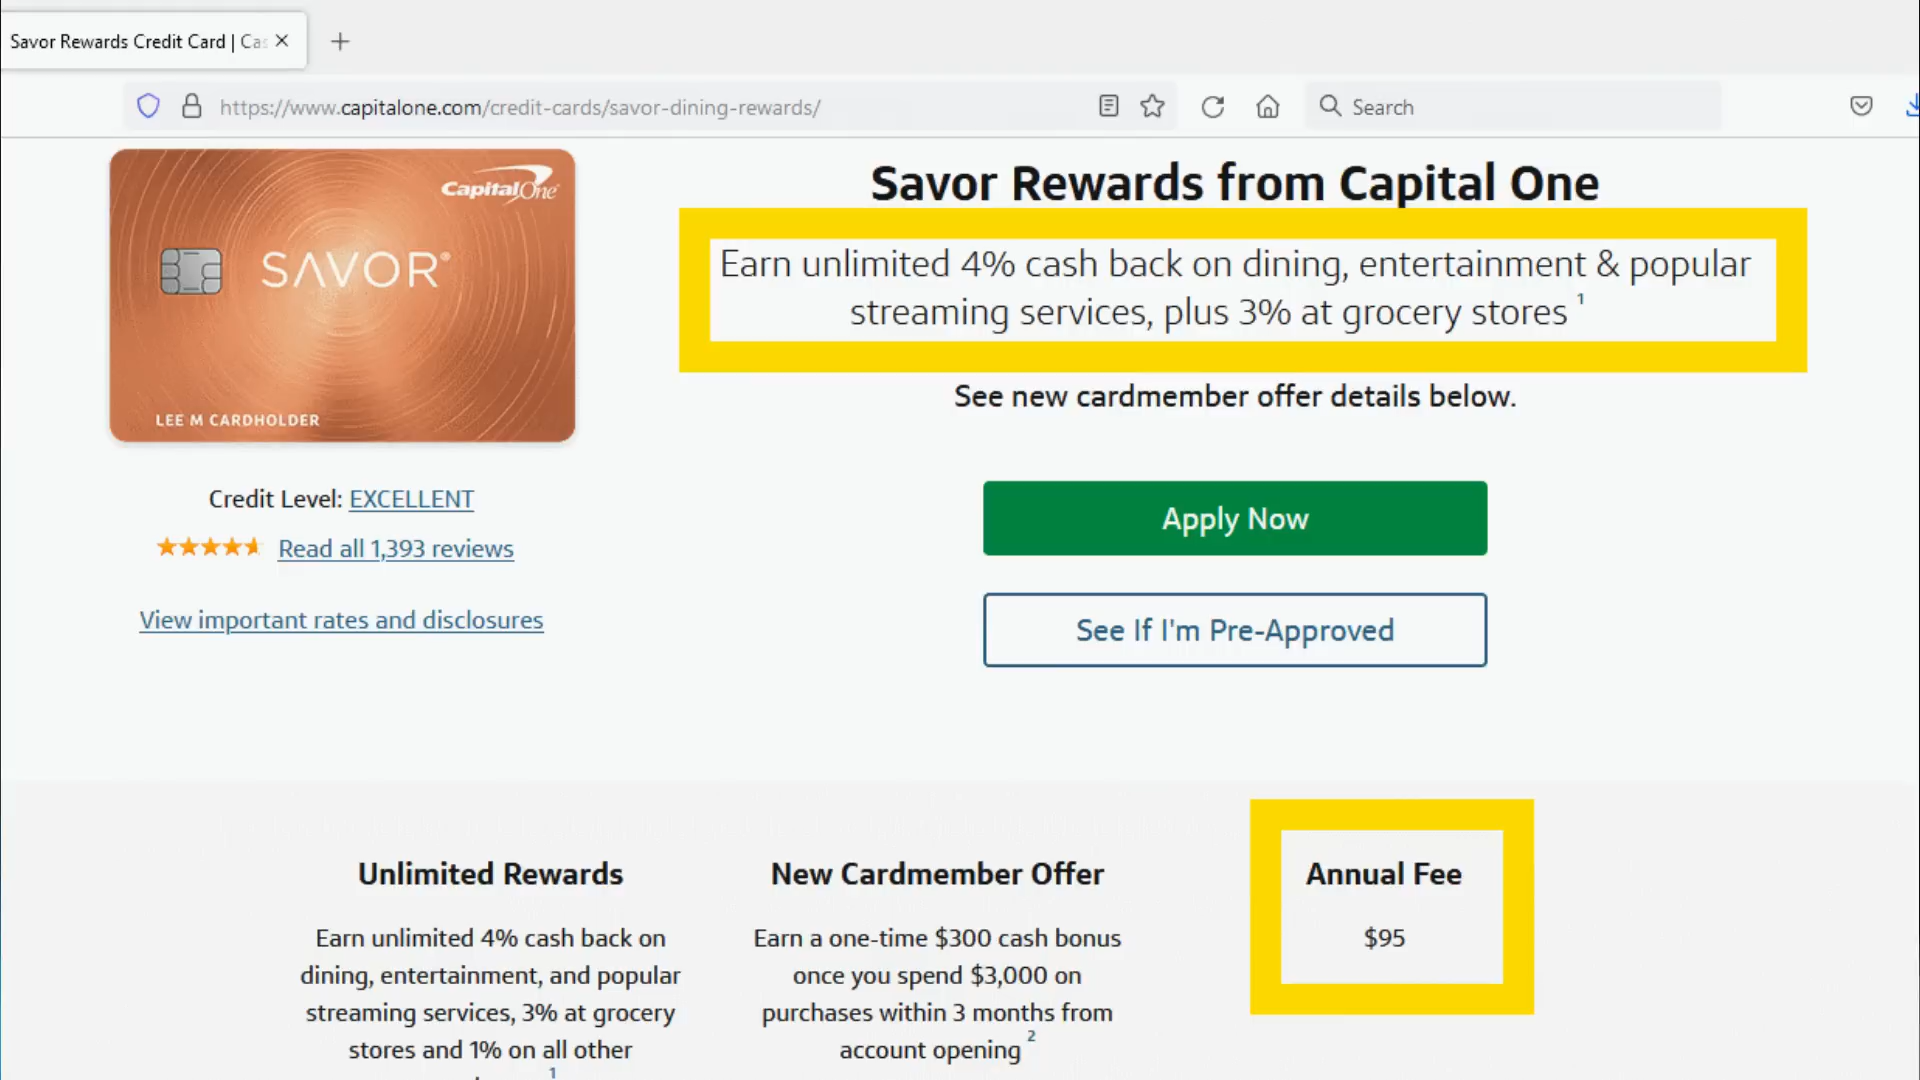 Savor Rewards Credit Card | Cas
https://www.capitalone.com/credit-cards/savor-dining-rewards/
Search
CapitalOne
SAVOR®
LEE M CARDHOLDER
Credit Level: EXCELLENT
Read all 1,393 reviews
View important rates and disclosures
Savor Rewards from Capital One
Earn unlimited 4% cash back on dining, entertainment & popular
streaming services, plus 3% at grocery stores 1
See new cardmember offer details below.
Apply Now
See If I'm Pre-Approved
Unlimited Rewards
Earn unlimited 4% cash back on
dining, entertainment, and popular
streaming services, 3% at grocery
stores and 1% on all other
1
New Cardmember Offer
Earn a one-time $300 cash bonus
once you spend $3,000 on
purchases within 3 months from
account opening 2
Annual Fee
$95